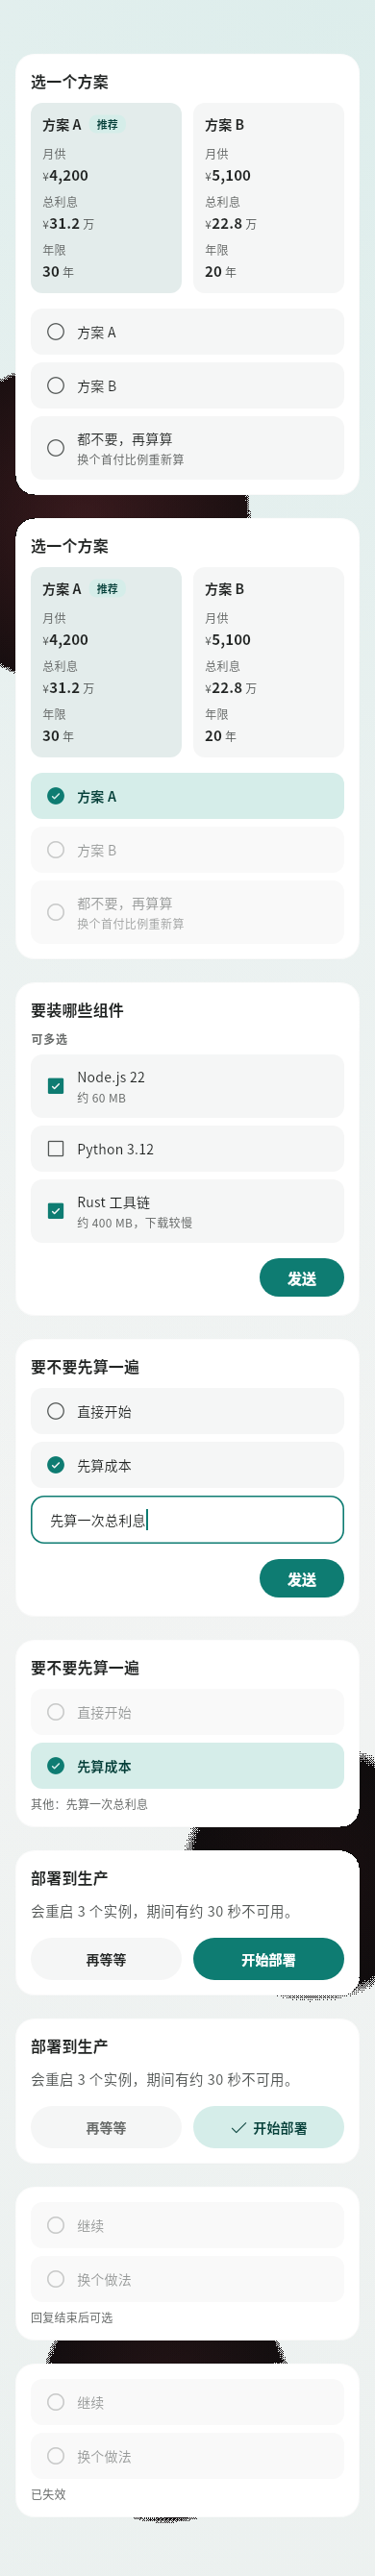 选一个方案
方案 A 推荐
月供
¥4,200
总利息
¥31.2 万
年限
30 年
方案 B
月供
¥5,100
总利息
¥22.8 万
年限
20 年
方案 A
方案 B
都不要，再算算
换个首付比例重新算
选一个方案
方案 A 推荐
月供
¥4,200
总利息
¥31.2 万
年限
30 年
方案 B
月供
¥5,100
总利息
¥22.8 万
年限
20 年
方案 A
方案 B
都不要，再算算
换个首付比例重新算
要装哪些组件
可多选
Node.js 22
约 60 MB
Python 3.12
Rust 工具链
约 400 MB，下载较慢
发送
要不要先算一遍
直接开始
先算成本
先算一次总利息
发送
要不要先算一遍
直接开始
先算成本
其他：先算一次总利息
部署到生产
会重启 3 个实例，期间有约 30 秒不可用。
再等等 开始部署
部署到生产
会重启 3 个实例，期间有约 30 秒不可用。
再等等 开始部署
继续
换个做法
回复结束后可选
继续
换个做法
已失效